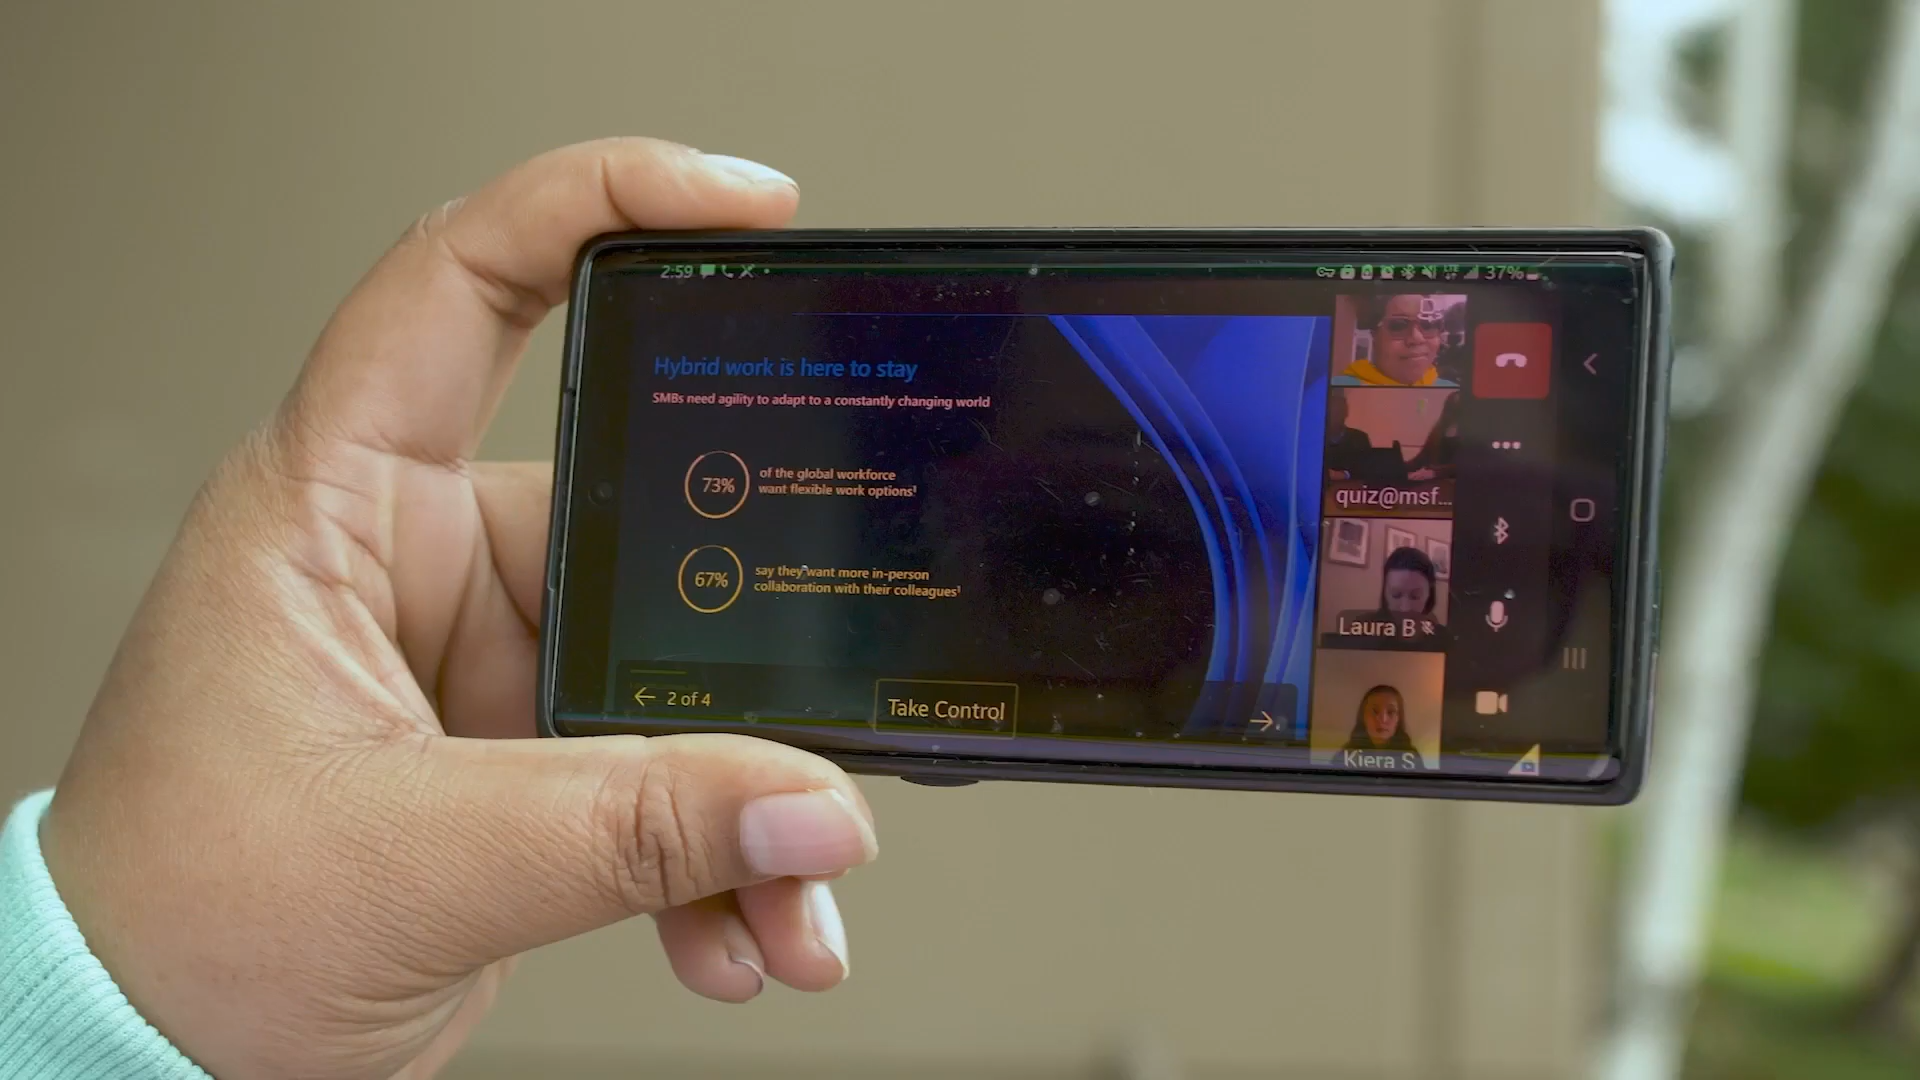 2:59
37%
Hybrid work is here to stay
SMBs need agility to adapt to a constantly changing world
73%
of the global workforce
want flexible work options¹
67%
say they want more in-person
collaboration with their colleagues¹
2 of 4
Take Control
quiz@msf...
Laura B
Kiera S